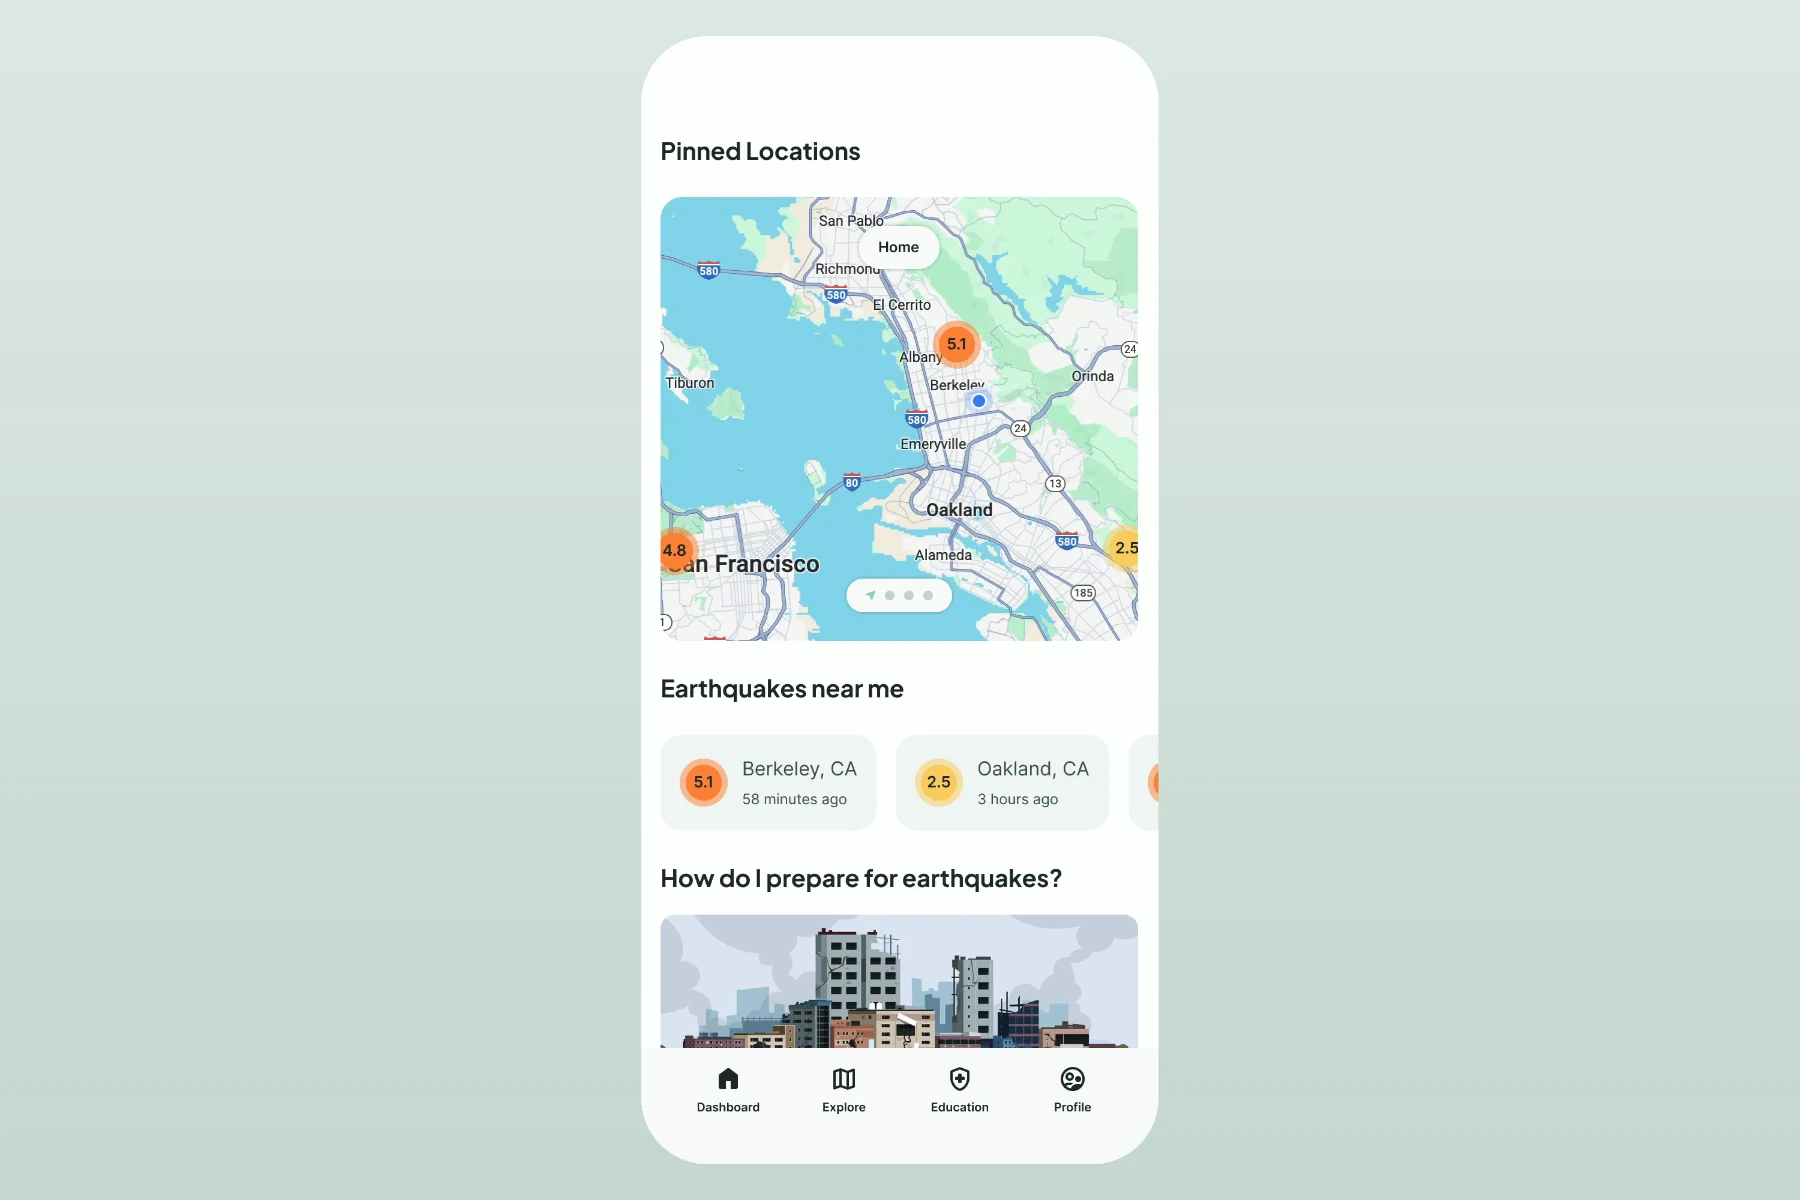 Pinned Locations
San Pablo
Home
Richmond
580
580
El Cerrito
5.1
24
Albany
Tiburon
Berkeley
Orinda
580
24
Emeryville
80
13
Oakland
580
4.8
2.5
Alameda
San Francisco
185
1
Earthquakes near me
5.1
Berkeley, CA
58 minutes ago
2.5
Oakland, CA
3 hours ago
How do I prepare for earthquakes?
Dashboard
Explore
Education
Profile